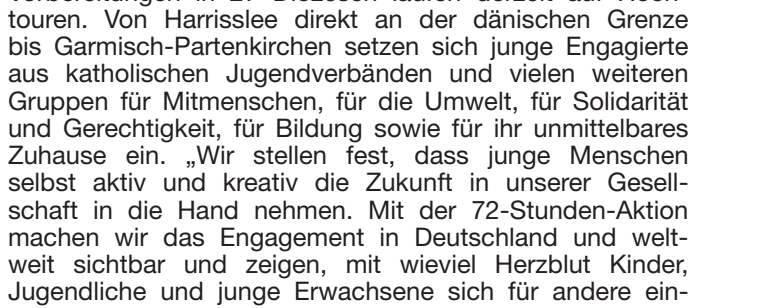 touren. Von Harrisslee direkt an der dänischen Grenze
bis Garmisch-Partenkirchen setzen sich junge Engagierte
aus katholischen Jugendverbänden und vielen weiteren
Gruppen für Mitmenschen, für die Umwelt, für Solidarität
und Gerechtigkeit, für Bildung sowie für ihr unmittelbares
Zuhause ein. „Wir stellen fest, dass junge Menschen
selbst aktiv und kreativ die Zukunft in unserer Gesell-
schaft in die Hand nehmen. Mit der 72-Stunden-Aktion
machen wir das Engagement in Deutschland und welt-
weit sichtbar und zeigen, mit wieviel Herzblut Kinder,
Jugendliche und junge Erwachsene sich für andere ein-